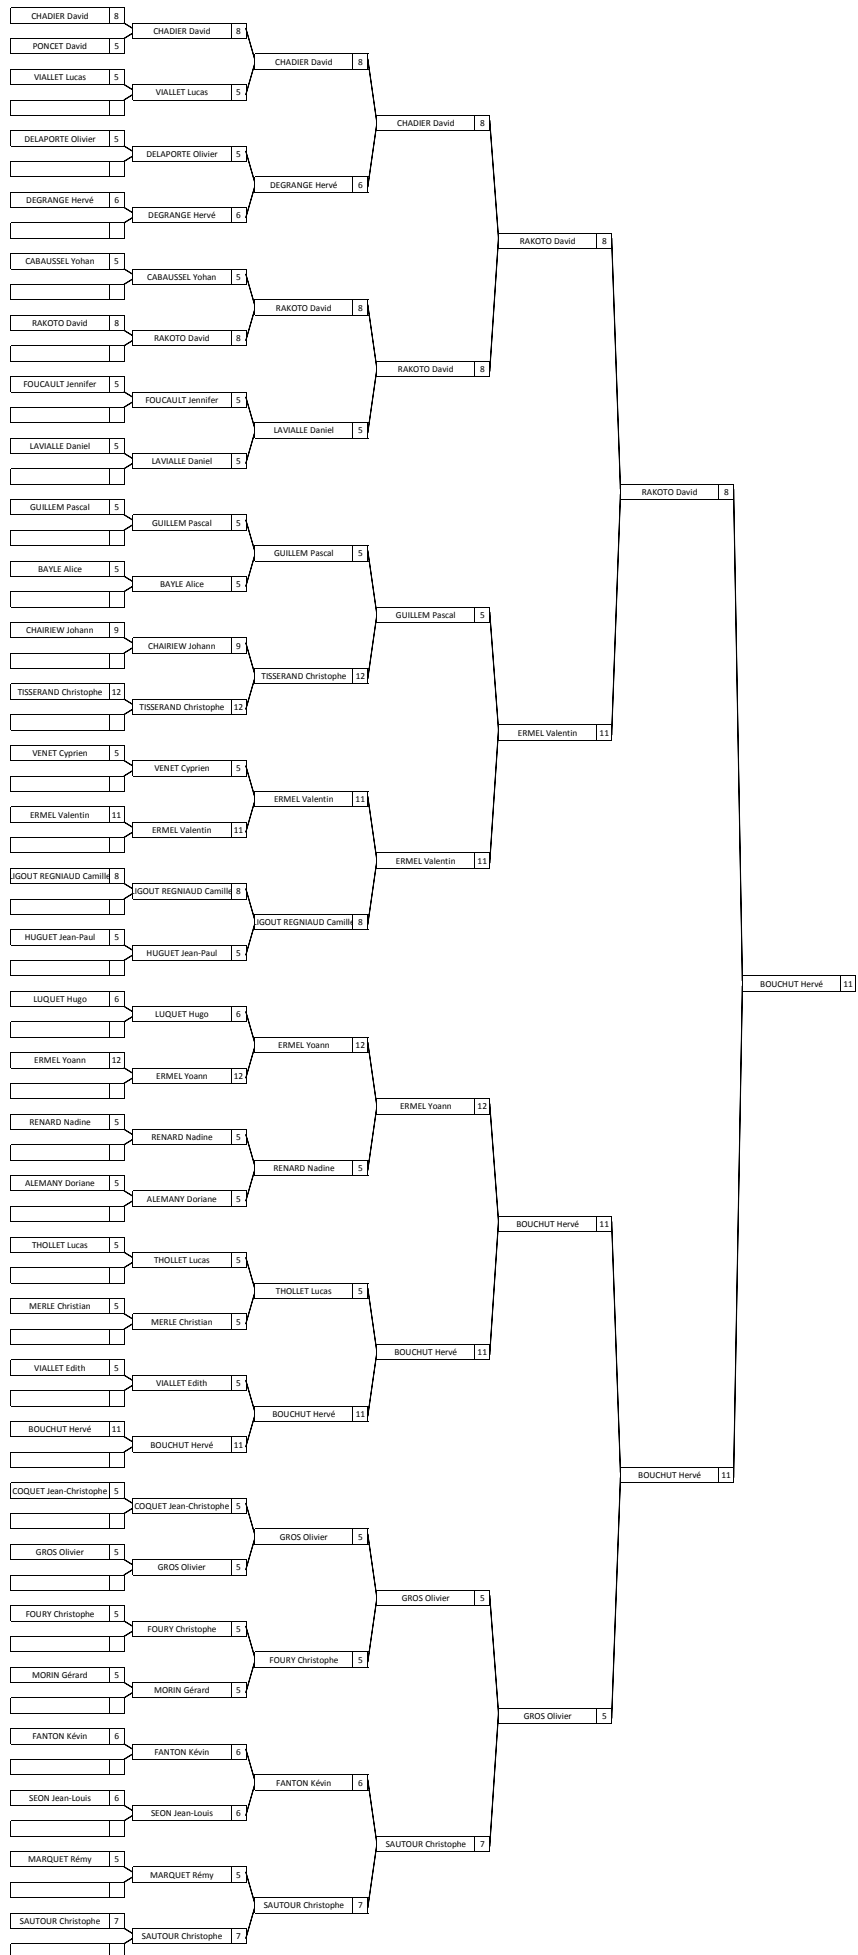 CHADIER David 8
PONCET David 5
VIALLET Lucas 5
DELAPORTE Olivier 5
DEGRANGE Hervé 6
CABAUSSEL Yohan 5
RAKOTO David 8
FOUCAULT Jennifer 5
LAVIALLE Daniel 5
GUILLEM Pascal 5
BAYLE Alice 5
CHAIRIEW Johann 9
TISSERAND Christophe 12
VENET Cyprien 5
ERMEL Valentin 11
IGOUT REGNIAUD Camille 8
HUGUET Jean-Paul 5
LUQUET Hugo 6
ERMEL Yoann 12
RENARD Nadine 5
ALEMANY Doriane 5
THOLLET Lucas 5
MERLE Christian 5
VIALLET Edith 5
BOUCHUT Hervé 11
COQUET Jean-Christophe 5
GROS Olivier 5
FOURY Christophe 5
MORIN Gérard 5
FANTON Kévin 6
SEON Jean-Louis 6
MARQUET Rémy 5
SAUTOUR Christophe 7
CHADIER David 8
VIALLET Lucas 5
DELAPORTE Olivier 5
DEGRANGE Hervé 6
CABAUSSEL Yohan 5
RAKOTO David 8
FOUCAULT Jennifer 5
LAVIALLE Daniel 5
GUILLEM Pascal 5
BAYLE Alice 5
CHAIRIEW Johann 9
TISSERAND Christophe 12
VENET Cyprien 5
ERMEL Valentin 11
IGOUT REGNIAUD Camille 8
HUGUET Jean-Paul 5
LUQUET Hugo 6
ERMEL Yoann 12
RENARD Nadine 5
ALEMANY Doriane 5
THOLLET Lucas 5
MERLE Christian 5
VIALLET Edith 5
BOUCHUT Hervé 11
COQUET Jean-Christophe 5
GROS Olivier 5
FOURY Christophe 5
MORIN Gérard 5
FANTON Kévin 6
SEON Jean-Louis 6
MARQUET Rémy 5
SAUTOUR Christophe 7
CHADIER David 8
DEGRANGE Hervé 6
RAKOTO David 8
LAVIALLE Daniel 5
GUILLEM Pascal 5
TISSERAND Christophe 12
ERMEL Valentin 11
IGOUT REGNIAUD Camille 8
ERMEL Yoann 12
RENARD Nadine 5
THOLLET Lucas 5
BOUCHUT Hervé 11
GROS Olivier 5
FOURY Christophe 5
FANTON Kévin 6
SAUTOUR Christophe 7
CHADIER David 8
RAKOTO David 8
GUILLEM Pascal 5
ERMEL Valentin 11
ERMEL Yoann 12
BOUCHUT Hervé 11
GROS Olivier 5
SAUTOUR Christophe 7
RAKOTO David 8
ERMEL Valentin 11
BOUCHUT Hervé 11
GROS Olivier 5
RAKOTO David 8
BOUCHUT Hervé 11
BOUCHUT Hervé 11